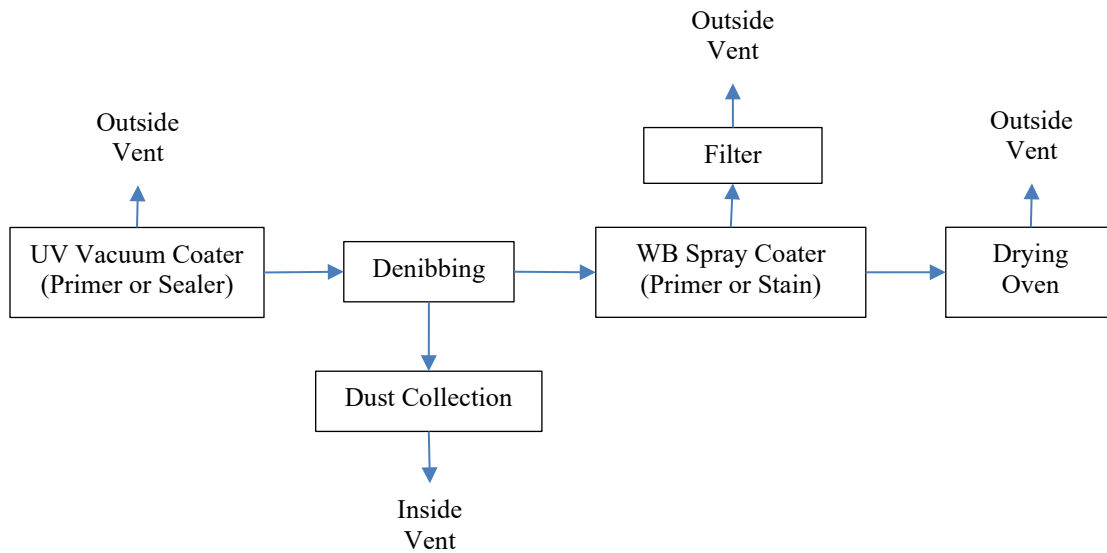 Outside
Vent
Outside
Vent
Outside
Vent
Filter
UV Vacuum Coater
(Primer or Sealer)
Denibbing
WB Spray Coater
(Primer or Stain)
Drying
Oven
Dust Collection
Inside
Vent